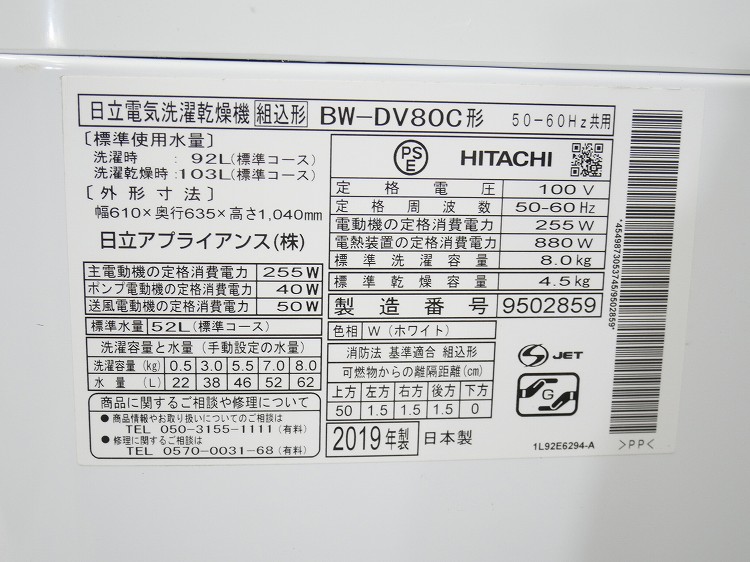 日立電気洗濯乾燥機 組込形 BW-DV80C形 50-60Hz共用
〔標準使用水量〕
洗濯時 : 92L(標準コース)
洗濯乾燥時:103L(標準コース)
〔外形寸法〕
幅610×奥行635×高さ1,040mm
日立アプライアンス(株)
主電動機の定格消費電力 255W
ポンプ電動機の定格消費電力 40W
送風電動機の定格消費電力 50W
標準水量 52L(標準コース)
洗濯容量と水量 (手動設定の水量)
洗濯容量(kg) 0.5 3.0 5.5 7.0 8.0
水量(L) 22 38 46 52 62
商品に関するご相談や修理について
●商品情報やお取り扱いについてのご相談は
TEL 050-3155-1111(有料)
●修理に関するご相談は
TEL 0570-0031-68(有料)
PSE HITACHI
定格電圧 100V
定格周波数 50-60Hz
電動機の定格消費電力 255W
電熱装置の定格消費電力 880W
標準洗濯容量 8.0kg
標準乾燥容量 4.5kg
製造番号 9502859
色相 W(ホワイト)
消防法 基準適合 組込形
可燃物からの離隔距離(cm)
上方 左方 右方 後方 下方
50 1.5 1.5 1.5 0
2019年製 日本製
S JET
G
1L92E6294-A
>PP<
*4549873053745/9502859*